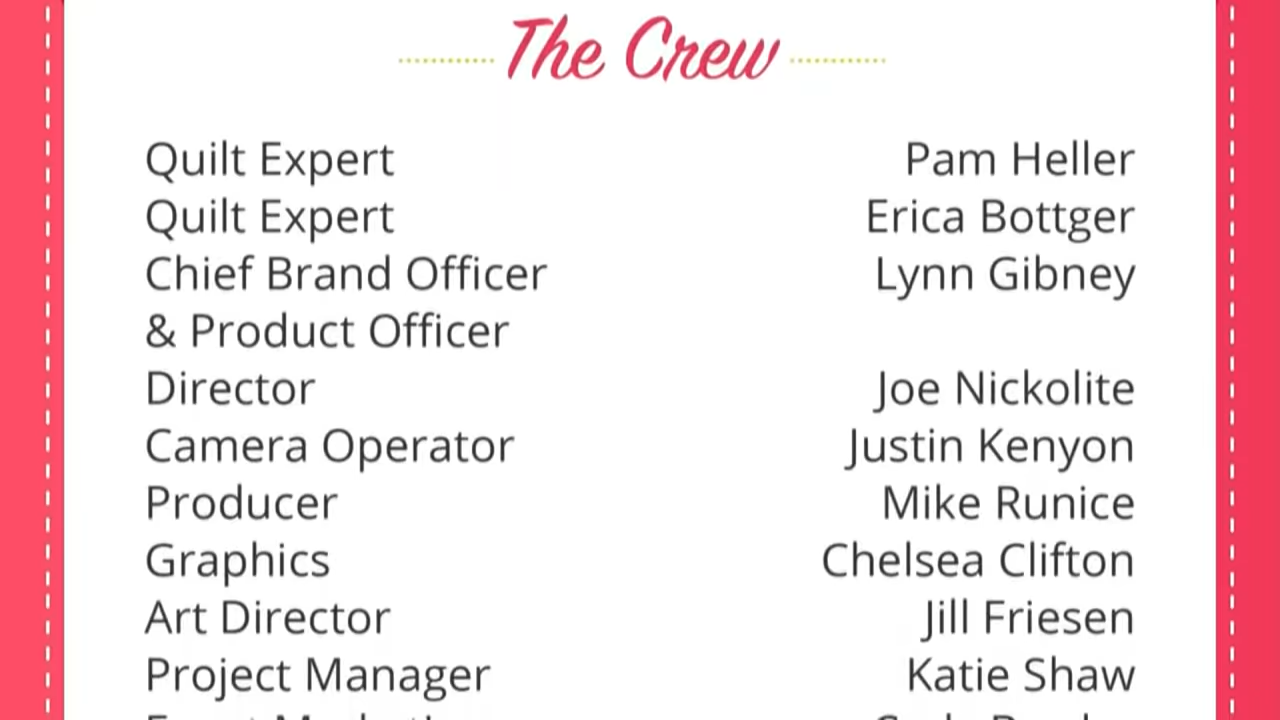 The Crew
Quilt Expert Pam Heller
Quilt Expert Erica Bottger
Chief Brand Officer Lynn Gibney
& Product Officer
Director Joe Nickolite
Camera Operator Justin Kenyon
Producer Mike Runice
Graphics Chelsea Clifton
Art Director Jill Friesen
Project Manager Katie Shaw